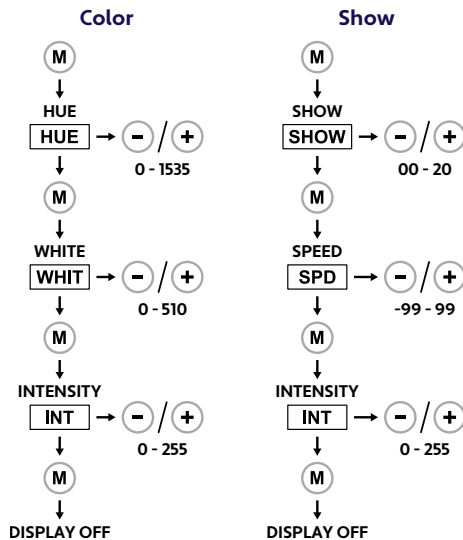 Color
M
HUE
HUE
− / +
0 - 1535
M
WHITE
WHIT
− / +
0 - 510
M
INTENSITY
INT
− / +
0 - 255
M
DISPLAY OFF
Show
M
SHOW
SHOW
− / +
00 - 20
M
SPEED
SPD
− / +
-99 - 99
M
INTENSITY
INT
− / +
0 - 255
M
DISPLAY OFF